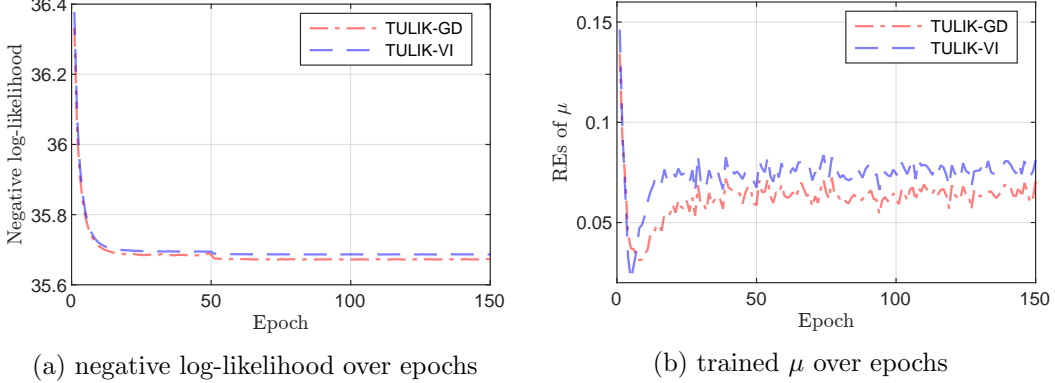 36.4
36.2
36
35.8
35.6
Negative log-likelihood
TULIK-GD
TULIK-VI
0
50
100
150
Epoch
(a) negative log-likelihood over epochs
0.15
0.1
0.05
REs of μ
TULIK-GD
TULIK-VI
0
50
100
150
Epoch
(b) trained μ over epochs